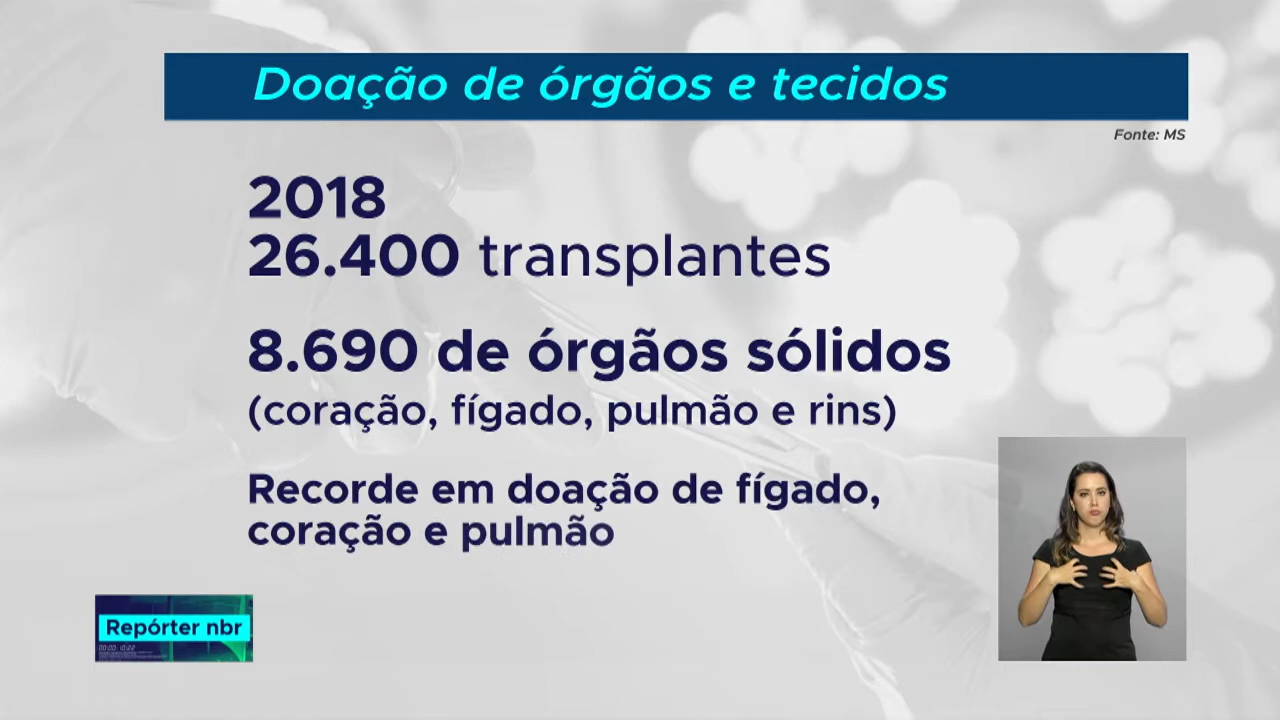 Doação de órgãos e tecidos
Fonte: MS
2018
26.400 transplantes
8.690 de órgãos sólidos
(coração, fígado, pulmão e rins)
Recorde em doação de fígado,
coração e pulmão
Repórter nbr